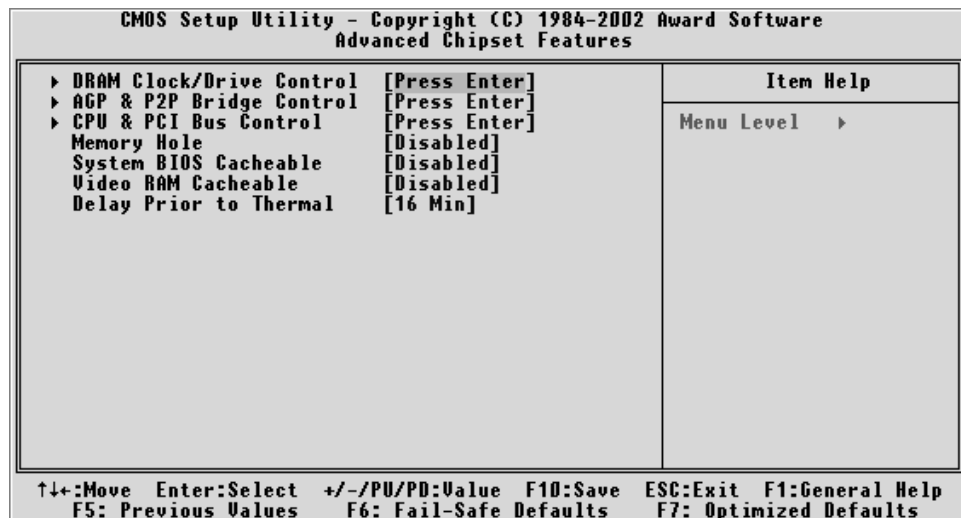 CMOS Setup Utility - Copyright (C) 1984-2002 Award Software
Advanced Chipset Features
▸ DRAM Clock/Drive Control [Press Enter]
▸ AGP & P2P Bridge Control [Press Enter]
▸ CPU & PCI Bus Control [Press Enter]
Memory Hole [Disabled]
System BIOS Cacheable [Disabled]
Video RAM Cacheable [Disabled]
Delay Prior to Thermal [16 Min]
Item Help
Menu Level ▸
↑↓←:Move Enter:Select +/-/PU/PD:Value F10:Save ESC:Exit F1:General Help
F5: Previous Values F6: Fail-Safe Defaults F7: Optimized Defaults